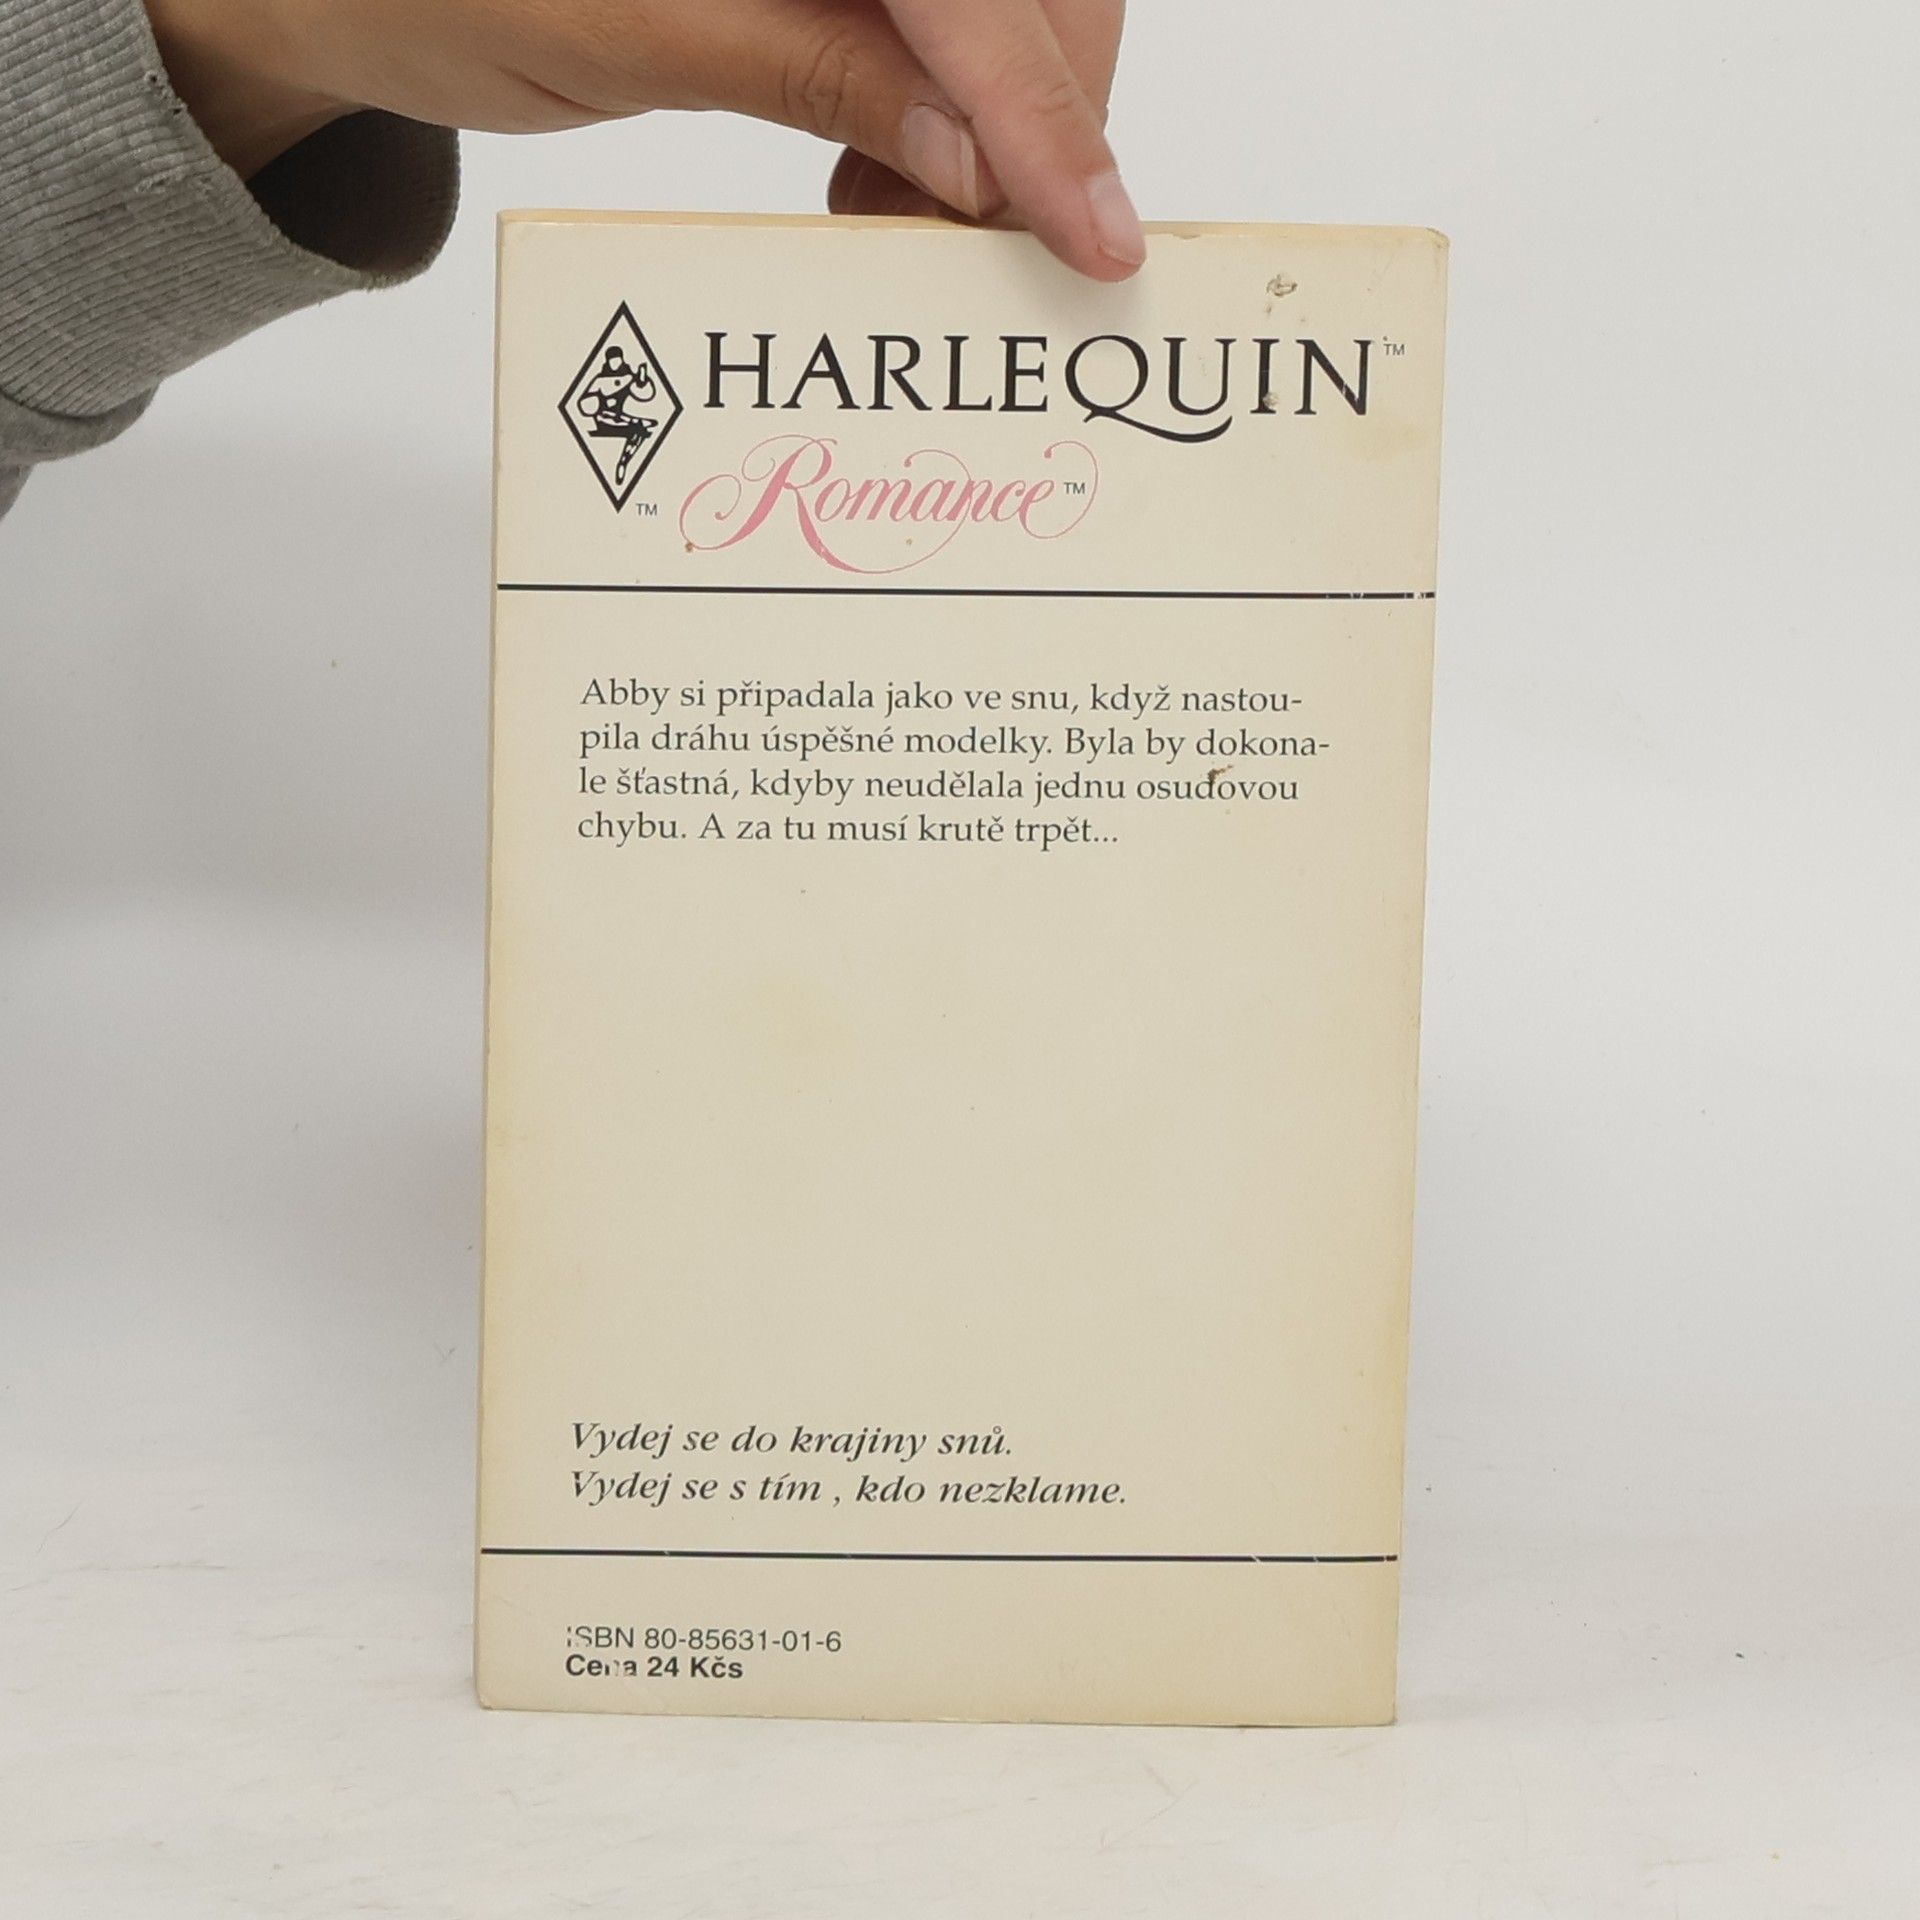 HARLEQUIN™
Romance™
™
Abby si připadala jako ve snu, když nastou-
pila dráhu úspěšné modelky. Byla by dokona-
le šťastná, kdyby neudělala jednu osudovou
chybu. A za tu musí krutě trpět...
Vydej se do krajiny snů.
Vydej se s tím , kdo nezklame.
ISBN 80-85631-01-6
Cena 24 Kčs